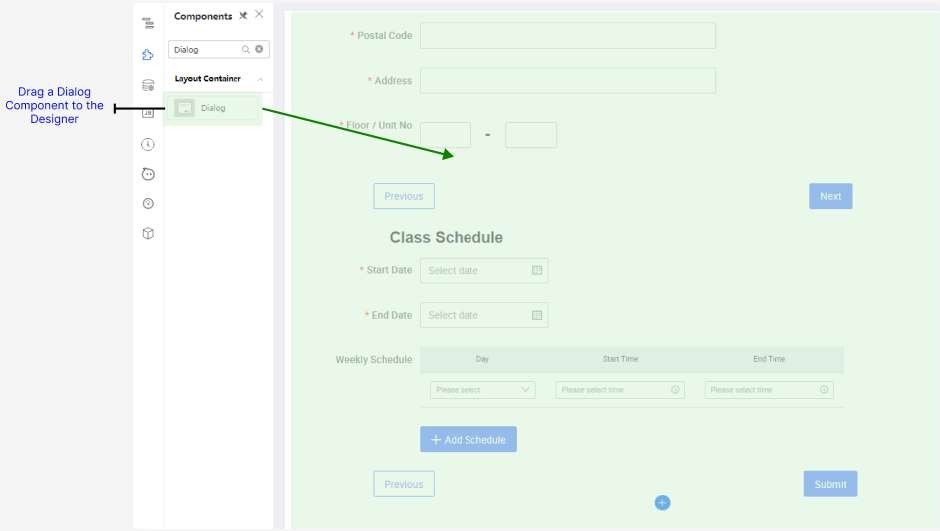 Components
Dialog
Layout Container
Dialog
Drag a Dialog
Component to the
Designer
* Postal Code
* Address
* Floor / Unit No
-
Previous
Next
Class Schedule
* Start Date
Select date
* End Date
Select date
Weekly Schedule
Day
Start Time
End Time
Please select
Please select time
Please select time
+ Add Schedule
Previous
Submit